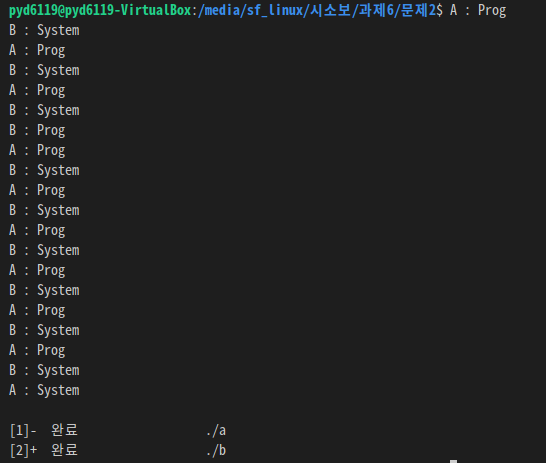 pyd6119@pyd6119-VirtualBox:/media/sf_linux/시소보/과제6/문제2$ A : Prog
B : System
A : Prog
B : System
A : Prog
B : System
B : Prog
A : Prog
B : System
A : Prog
B : System
A : Prog
B : System
A : Prog
B : System
A : Prog
B : System
A : Prog
B : System
A : System
[1]-  완료                  ./a
[2]+  완료                  ./b